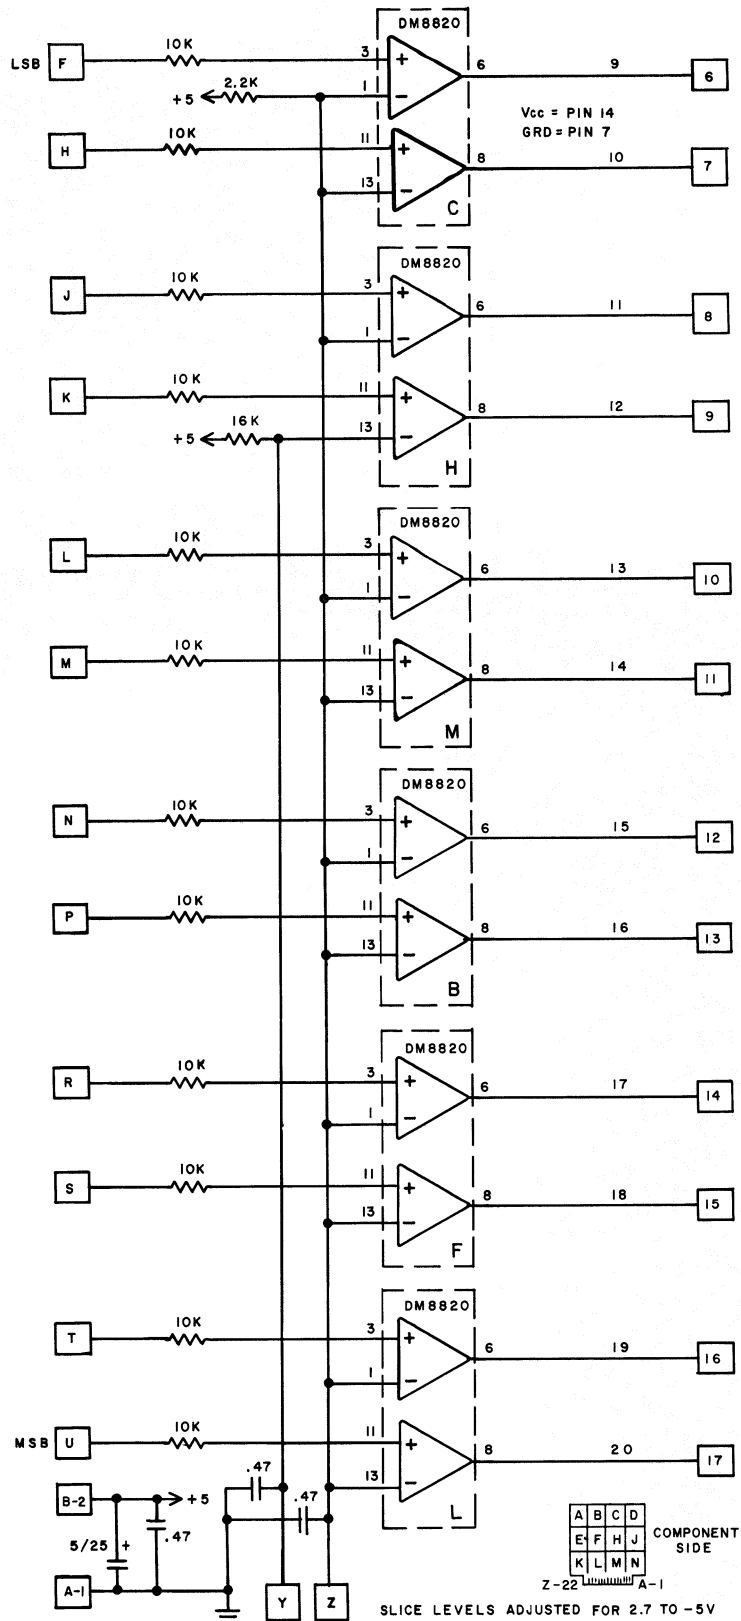 DM8820
LSB F 10K 3 + 6 9 6
+5 2.2K 1 −
Vcc = PIN 14
GRD = PIN 7
H 10K 11 + 8 10 7
13 −
C
DM8820
J 10K 3 + 6 11 8
1 −
K 10K 11 + 8 12 9
+5 16K 13 −
H
DM8820
L 10K 3 + 6 13 10
1 −
M 10K 11 + 8 14 11
13 −
M
DM8820
N 10K 3 + 6 15 12
1 −
P 10K 11 + 8 16 13
13 −
B
DM8820
R 10K 3 + 6 17 14
1 −
S 10K 11 + 8 18 15
13 −
F
DM8820
T 10K 3 + 6 19 16
1 −
MSB U 10K 11 + 8 20 17
13 −
L
.47
.47
B-2 +5
5/25 + .47
A-1
Y Z
A B C D
E F H J
K L M N
COMPONENT
SIDE
Z-22 A-1
SLICE LEVELS ADJUSTED FOR 2.7 TO -5V